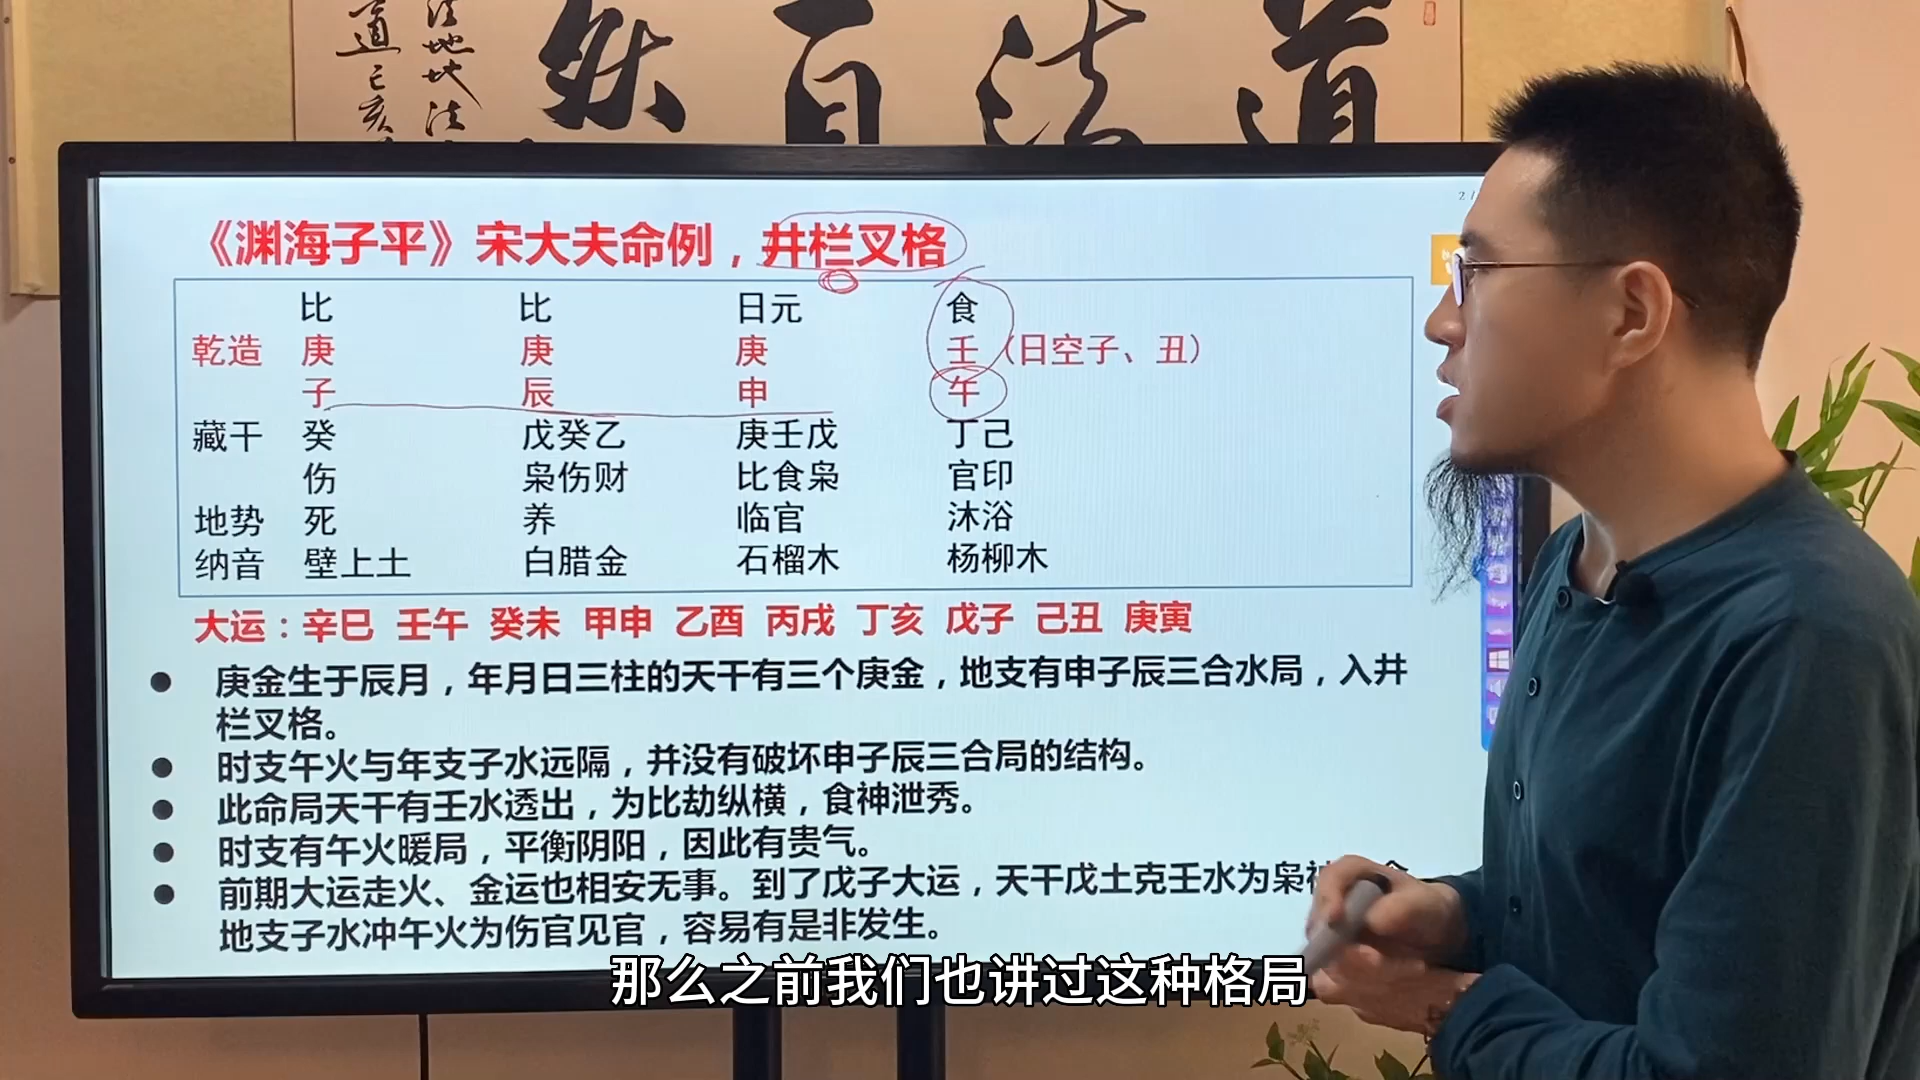 道法自然
法地地法
道己亥
《渊海子平》宋大夫命例，井栏叉格
比 比 日元 食
乾造 庚 庚 庚 壬（日空子、丑）
子 辰 申 午
藏干 癸 戊癸乙 庚壬戊 丁己
伤 枭伤财 比食枭 官印
地势 死 养 临官 沐浴
纳音 壁上土 白腊金 石榴木 杨柳木
大运：辛巳 壬午 癸未 甲申 乙酉 丙戌 丁亥 戊子 己丑 庚寅
● 庚金生于辰月，年月日三柱的天干有三个庚金，地支有申子辰三合水局，入井
栏叉格。
● 时支午火与年支子水远隔，并没有破坏申子辰三合局的结构。
● 此命局天干有壬水透出，为比劫纵横，食神泄秀。
● 时支有午火暖局，平衡阴阳，因此有贵气。
● 前期大运走火、金运也相安无事。到了戊子大运，天干戊土克壬水为枭
地支子水冲午火为伤官见官，容易有是非发生。
那么之前我们也讲过这种格局